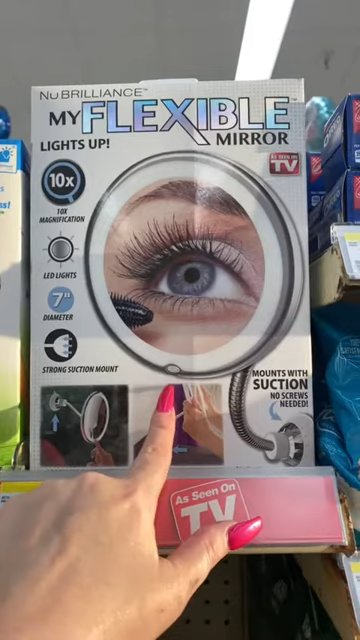 NUBRILLIANCE™
MY FLEXIBLE
MIRROR
LIGHTS UP!
AS SEEN ON
TV
10x
10X
MAGNIFICATION
LED LIGHTS
7"
DIAMETER
STRONG SUCTION MOUNT
MOUNTS WITH
SUCTION
NO SCREWS
NEEDED!
As Seen On
TV